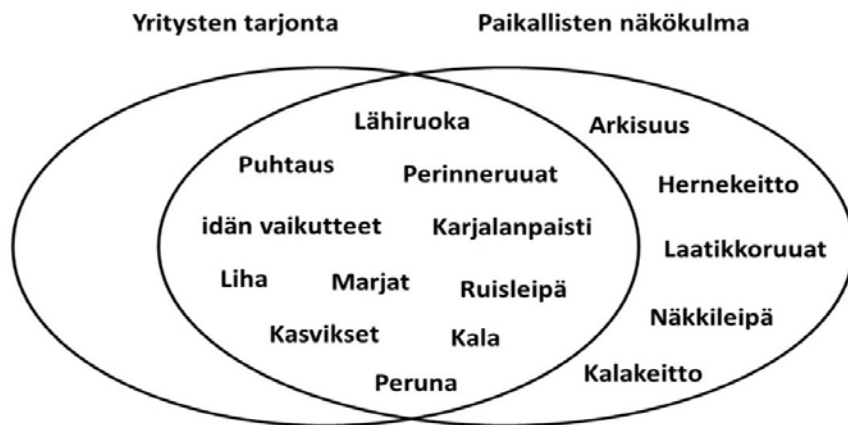 Yritysten tarjonta
Paikallisten näkökulma
Lähiruoka
Arkisuus
Puhtaus
Perinneruuat
Hernekeitto
idän vaikutteet
Karjalanpaisti
Laatikkoruuat
Liha
Marjat
Ruisleipä
Näkkileipä
Kasvikset
Kala
Kalakeitto
Peruna